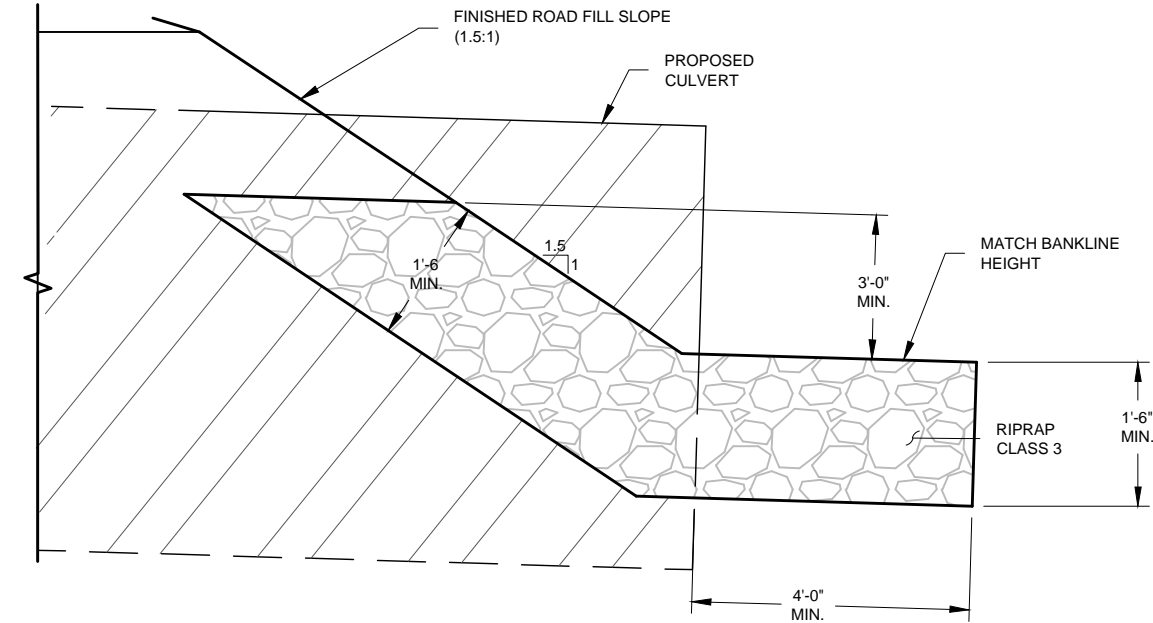 FINISHED ROAD FILL SLOPE
(1.5:1)
PROPOSED
CULVERT
1.5
1
1'-6
MIN.
3'-0"
MIN.
MATCH BANKLINE
HEIGHT
1'-6"
MIN.
RIPRAP
CLASS 3
4'-0"
MIN.